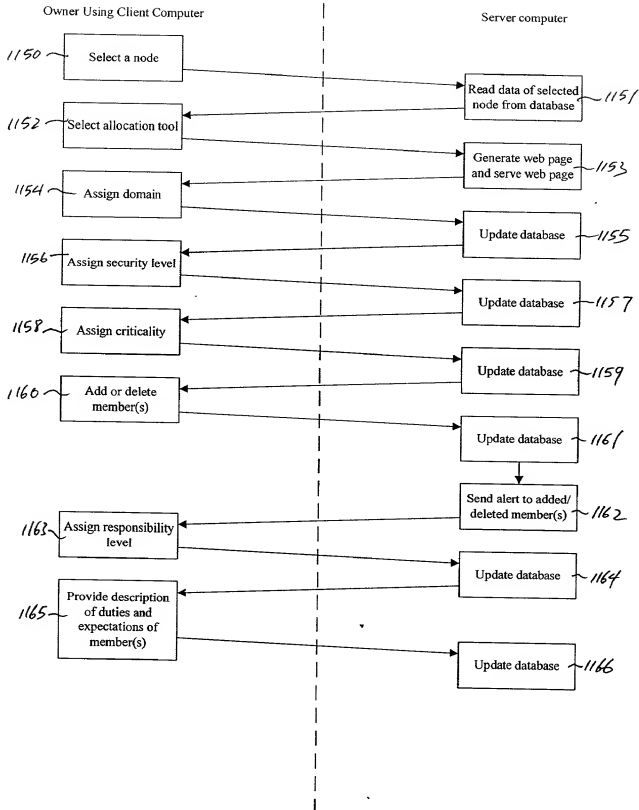 Owner Using Client Computer
Server computer
1150
Select a node
Read data of selected
node from database
1151
1152
Select allocation tool
Generate web page
and serve web page
1153
1154
Assign domain
Update database
1155
1156
Assign security level
Update database
1157
1158
Assign criticality
Update database
1159
1160
Add or delete
member(s)
Update database
1161
Send alert to added/
deleted member(s)
1162
1163
Assign responsibility
level
Update database
1164
1165
Provide description
of duties and
expectations of
member(s)
Update database
1166